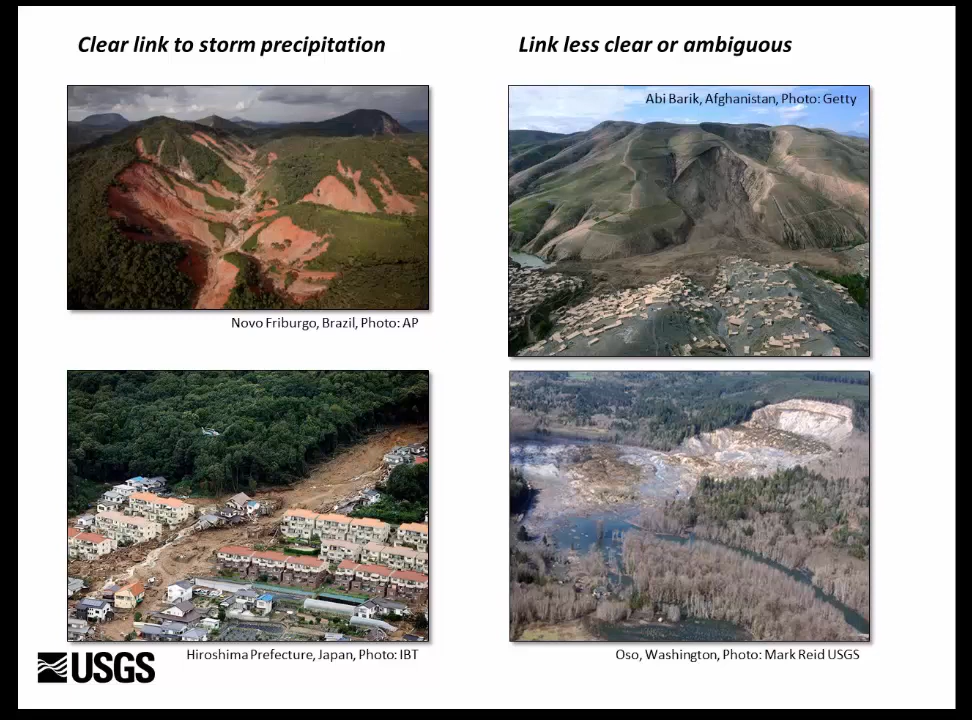 Clear link to storm precipitation
Link less clear or ambiguous
Abi Barik, Afghanistan, Photo: Getty
Novo Friburgo, Brazil, Photo: AP
Hiroshima Prefecture, Japan, Photo: IBT
Oso, Washington, Photo: Mark Reid USGS
USGS